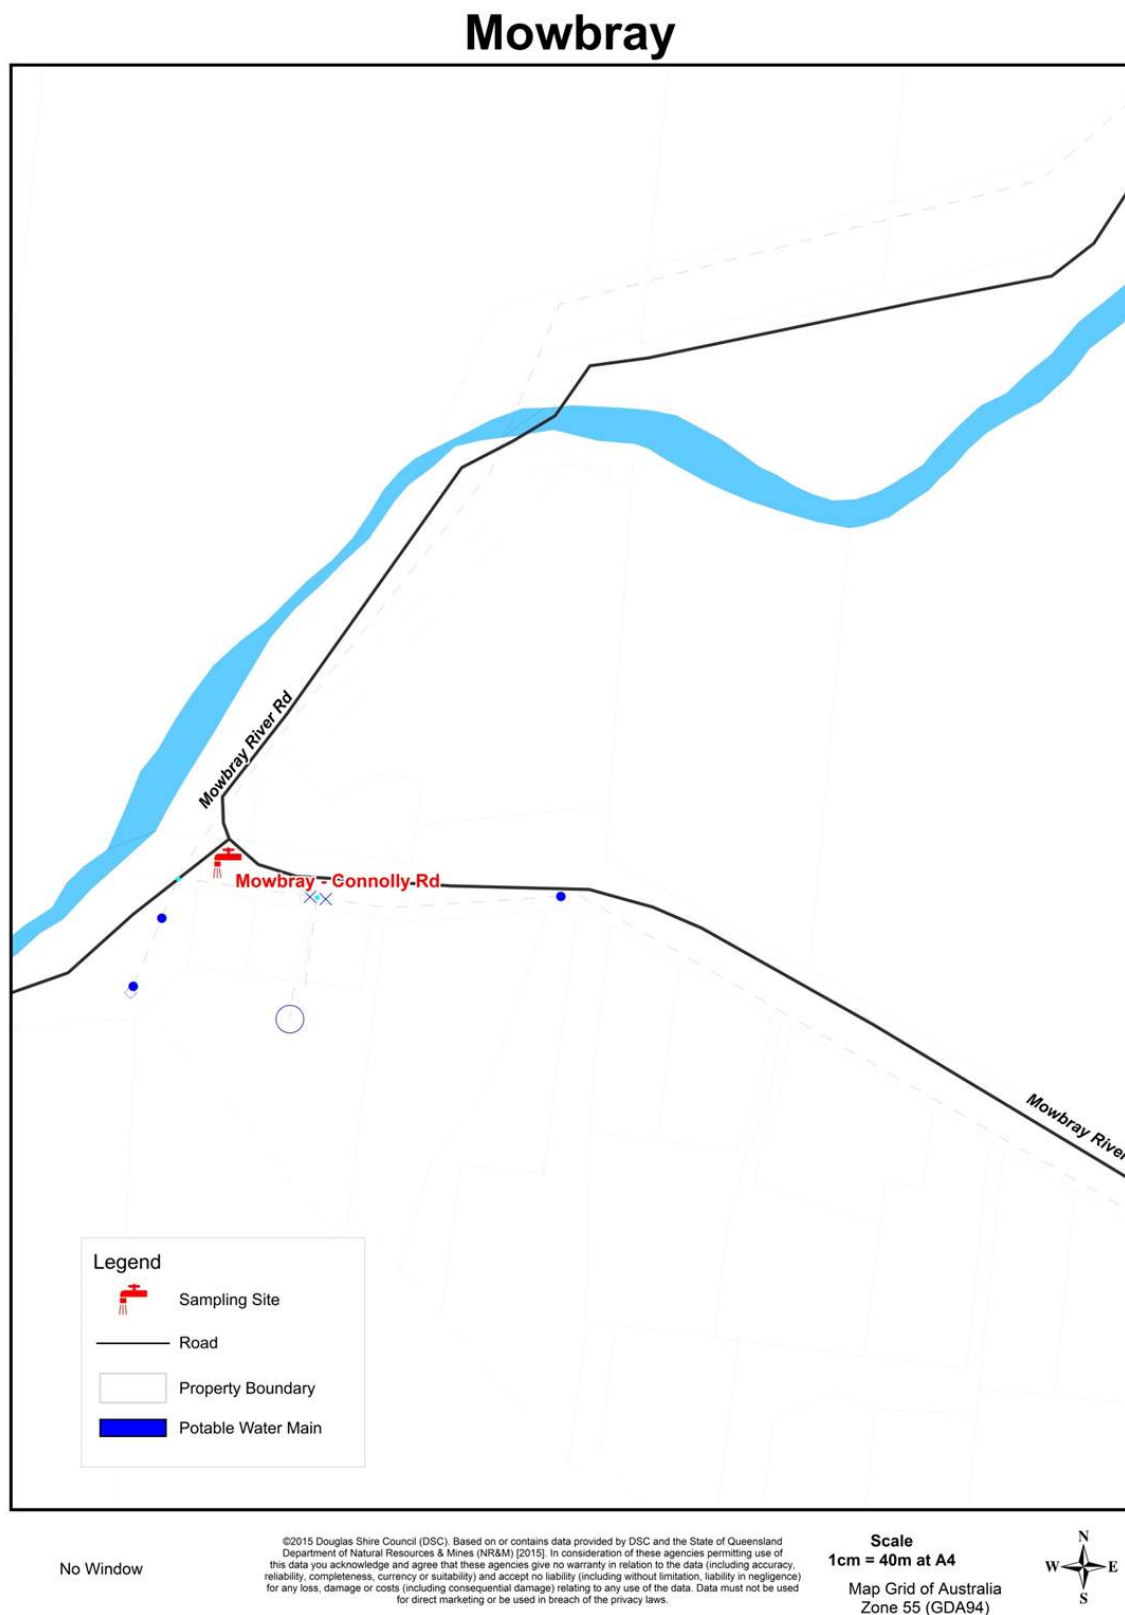 Mowbray
Mowbray River Rd
Mowbray - Connolly Rd
Mowbray River
Legend
Sampling Site
Road
Property Boundary
Potable Water Main
No Window
©2015 Douglas Shire Council (DSC). Based on or contains data provided by DSC and the State of Queensland
Department of Natural Resources & Mines (NR&M) [2015]. In consideration of these agencies permitting use of
this data you acknowledge and agree that these agencies give no warranty in relation to the data (including accuracy,
reliability, completeness, currency or suitability) and accept no liability (including without limitation, liability in negligence)
for any loss, damage or costs (including consequential damage) relating to any use of the data. Data must not be used
for direct marketing or be used in breach of the privacy laws.
Scale
1cm = 40m at A4
Map Grid of Australia
Zone 55 (GDA94)
N
W E
S